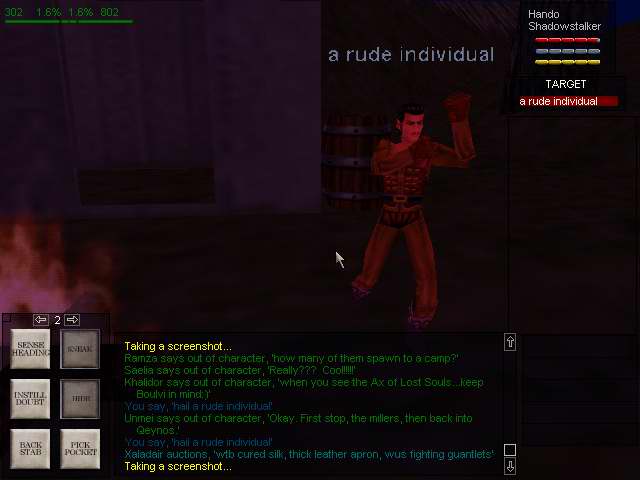 302 1.6% 1.6% 802
Hando
Shadowstalker
a rude individual
TARGET
a rude individual
2
SENSE HEADING
SNEAK
INSTILL DOUBT
HIDE
BACK STAB
PICK POCKET
Taking a screenshot...
Ramza says out of character, 'how many of them spawn to a camp?'
Saelia says out of character, 'Really??? Cool!!!!'
Khalidor says out of character, 'when you see the Ax of Lost Souls...keep
Boulvi in mind:)'
You say, 'hail a rude individual'
Unmei says out of character, 'Okay. First stop, the millers, then back into
Qeynos.'
You say, 'hail a rude individual'
Xaladair auctions, 'wtb cured silk, thick leather apron, wus fighting guantlets'
Taking a screenshot...